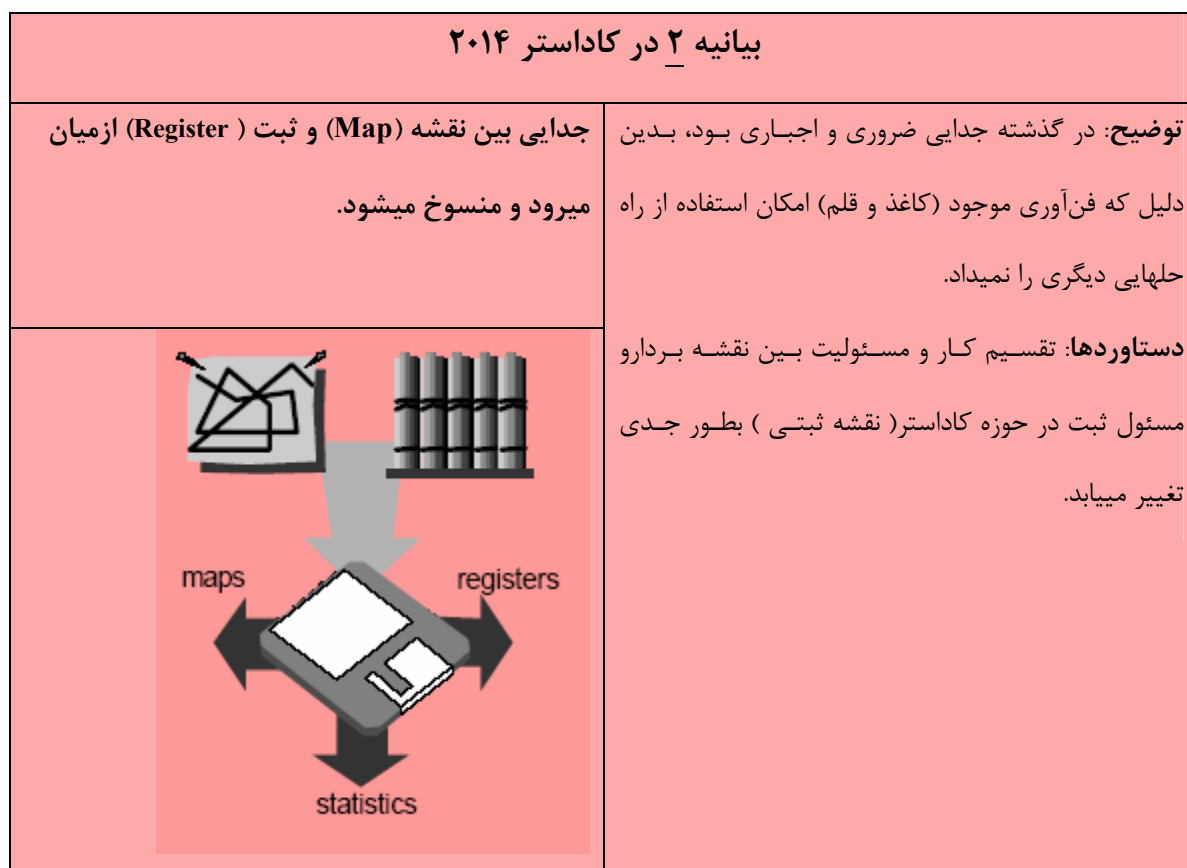 بیانیه ۲ در کاداستر ۲۰۱۴
توضیح: در گذشته جدایی ضروری و اجباری بود، بدین
دلیل که فن‌آوری موجود (کاغذ و قلم) امکان استفاده از راه
حلهایی دیگری را نمیداد.
دستاوردها: تقسیم کار و مسئولیت بین نقشه بردارو
مسئول ثبت در حوزه کاداستر( نقشه ثبتی ) بطور جدی
تغییر مییابد.
جدایی بین نقشه (Map) و ثبت ( Register) ازمیان
میرود و منسوخ میشود.
maps
registers
statistics